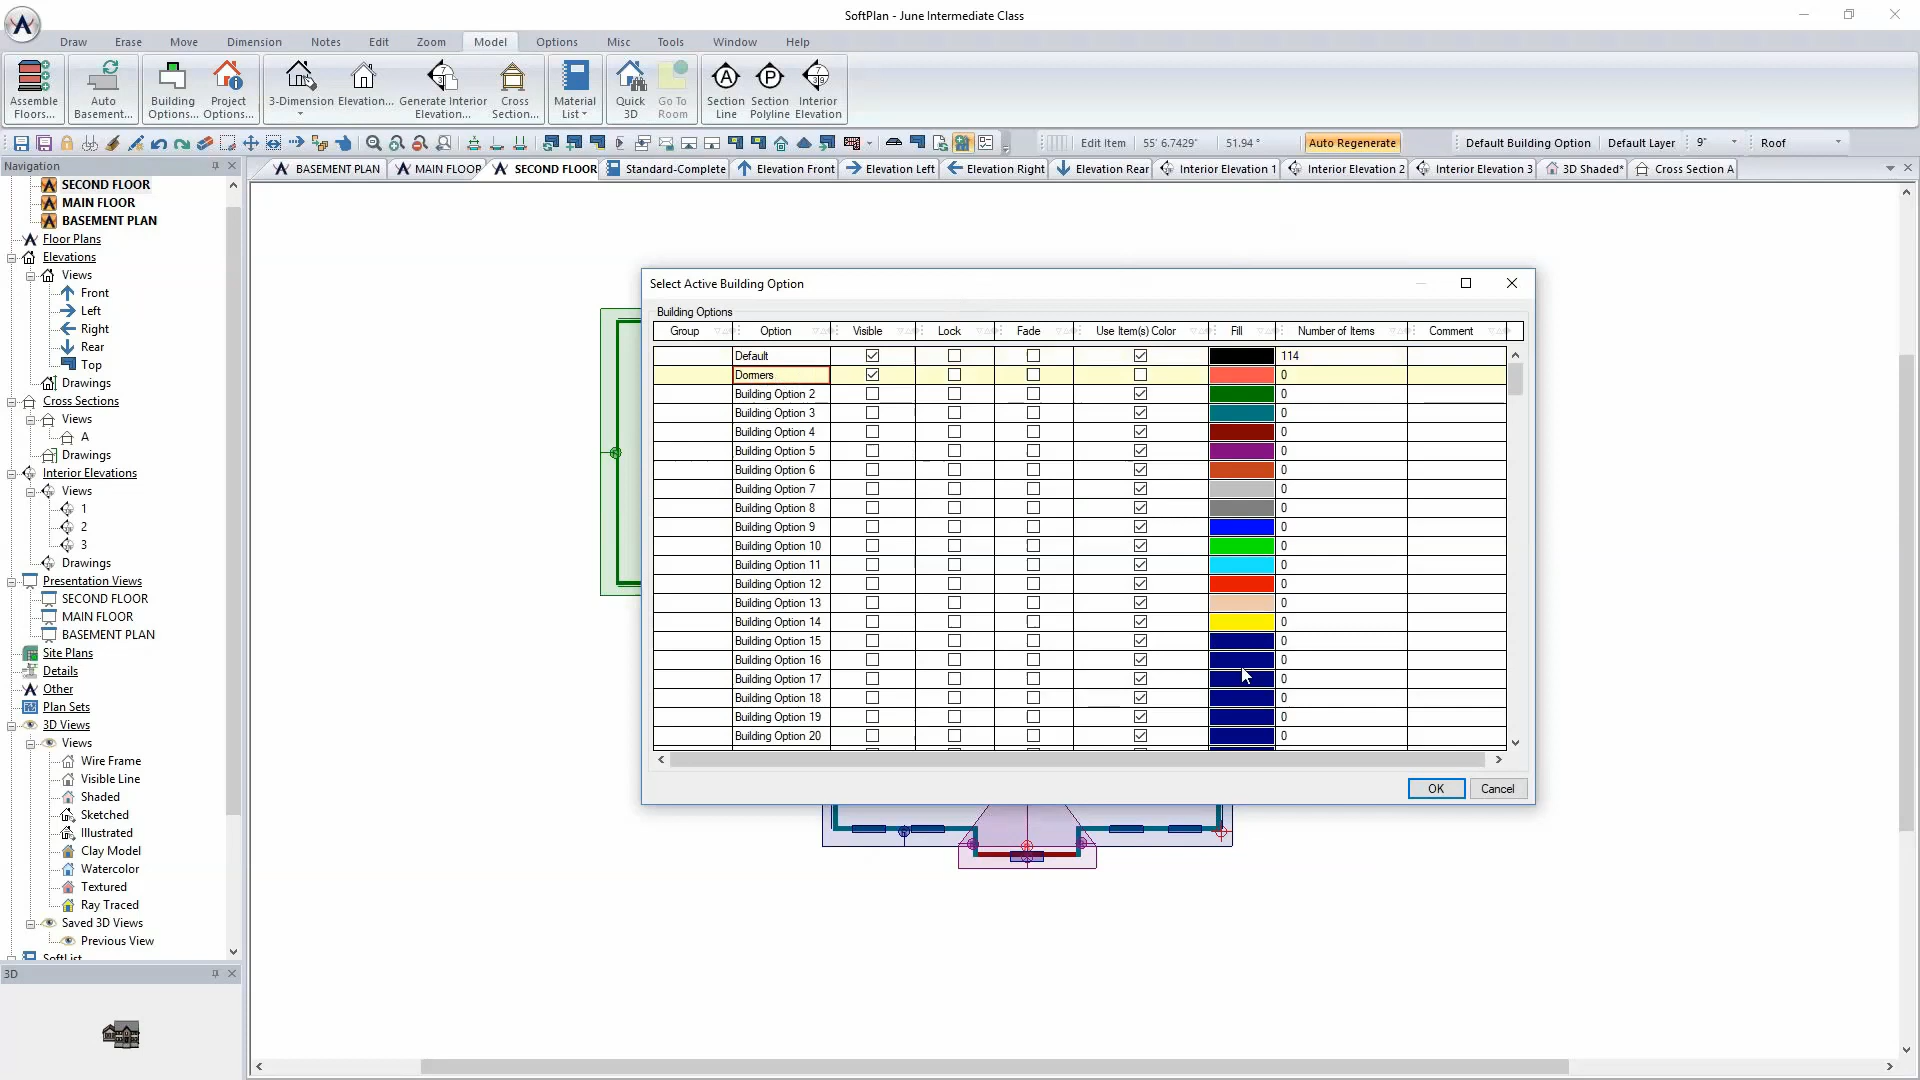 SoftPlan - June Intermediate Class
Draw Erase Move Dimension Notes Edit Zoom Model Options Misc Tools Window Help
Assemble Floors... Auto Basement... Building Options... Project Options... 3-Dimension Elevation... Generate Interior Elevation... Cross Section... Material List Quick 3D Go To Room Section Line Section Polyline Interior Elevation
Edit Item 55' 6.7429" 51.94 ° Auto Regenerate Default Building Option Default Layer 9" Roof
Navigation
BASEMENT PLAN MAIN FLOOR SECOND FLOOR Standard-Complete Elevation Front Elevation Left Elevation Right Elevation Rear Interior Elevation 1 Interior Elevation 2 Interior Elevation 3 3D Shaded* Cross Section A
SECOND FLOOR
MAIN FLOOR
BASEMENT PLAN
Floor Plans
Elevations
Views
Front
Left
Right
Rear
Top
Drawings
Cross Sections
Views
A
Drawings
Interior Elevations
Views
1
2
3
Drawings
Presentation Views
SECOND FLOOR
MAIN FLOOR
BASEMENT PLAN
Site Plans
Details
Other
Plan Sets
3D Views
Views
Wire Frame
Visible Line
Shaded
Sketched
Illustrated
Clay Model
Watercolor
Textured
Ray Traced
Saved 3D Views
Previous View
SoftList
3D
Select Active Building Option
Building Options
Group Option Visible Lock Fade Use Item(s) Color Fill Number of Items Comment
Default 114
Dormers 0
Building Option 2 0
Building Option 3 0
Building Option 4 0
Building Option 5 0
Building Option 6 0
Building Option 7 0
Building Option 8 0
Building Option 9 0
Building Option 10 0
Building Option 11 0
Building Option 12 0
Building Option 13 0
Building Option 14 0
Building Option 15 0
Building Option 16 0
Building Option 17 0
Building Option 18 0
Building Option 19 0
Building Option 20 0
OK Cancel